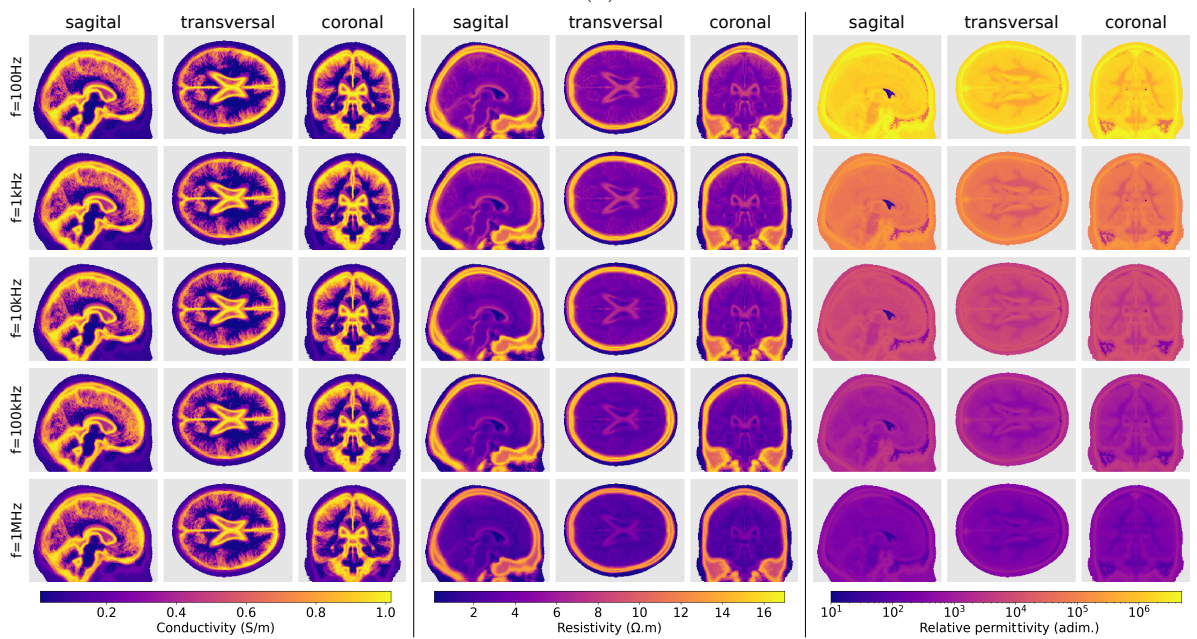 sagital transversal coronal sagital transversal coronal sagital transversal coronal
f=100Hz
f=1kHz
f=10kHz
f=100kHz
f=1MHz
0.2 0.4 0.6 0.8 1.0 2 4 6 8 10 12 14 16 10¹ 10² 10³ 10⁴ 10⁵ 10⁶
Conductivity (S/m) Resistivity (Ω.m) Relative permittivity (adim.)